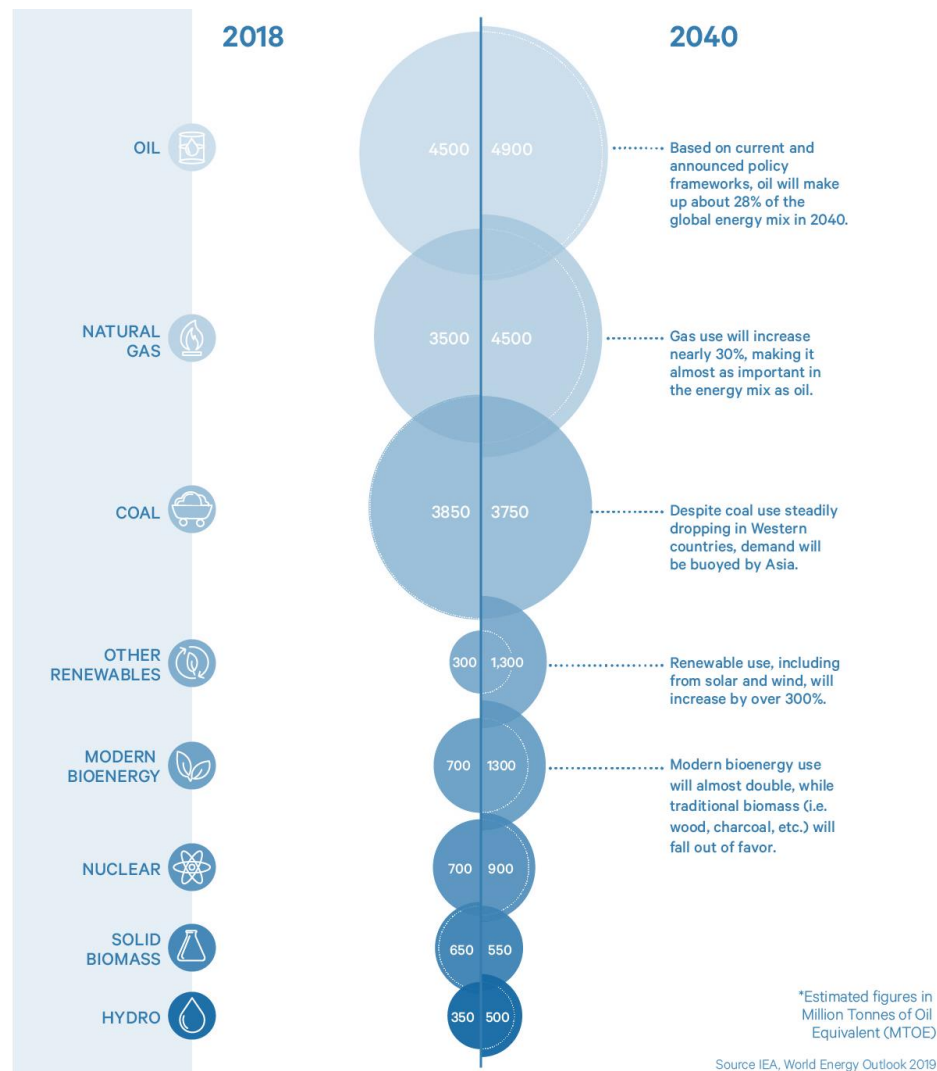 2018
2040
OIL
4500
4900
Based on current and
announced policy
frameworks, oil will make
up about 28% of the
global energy mix in 2040.
NATURAL
GAS
3500
4500
Gas use will increase
nearly 30%, making it
almost as important in
the energy mix as oil.
COAL
3850
3750
Despite coal use steadily
dropping in Western
countries, demand will
be buoyed by Asia.
OTHER
RENEWABLES
300
1,300
Renewable use, including
from solar and wind, will
increase by over 300%.
MODERN
BIOENERGY
700
1300
Modern bioenergy use
will almost double, while
traditional biomass (i.e.
wood, charcoal, etc.) will
fall out of favor.
NUCLEAR
700
900
SOLID
BIOMASS
650
550
HYDRO
350
500
*Estimated figures in
Million Tonnes of Oil
Equivalent (MTOE)
Source IEA, World Energy Outlook 2019